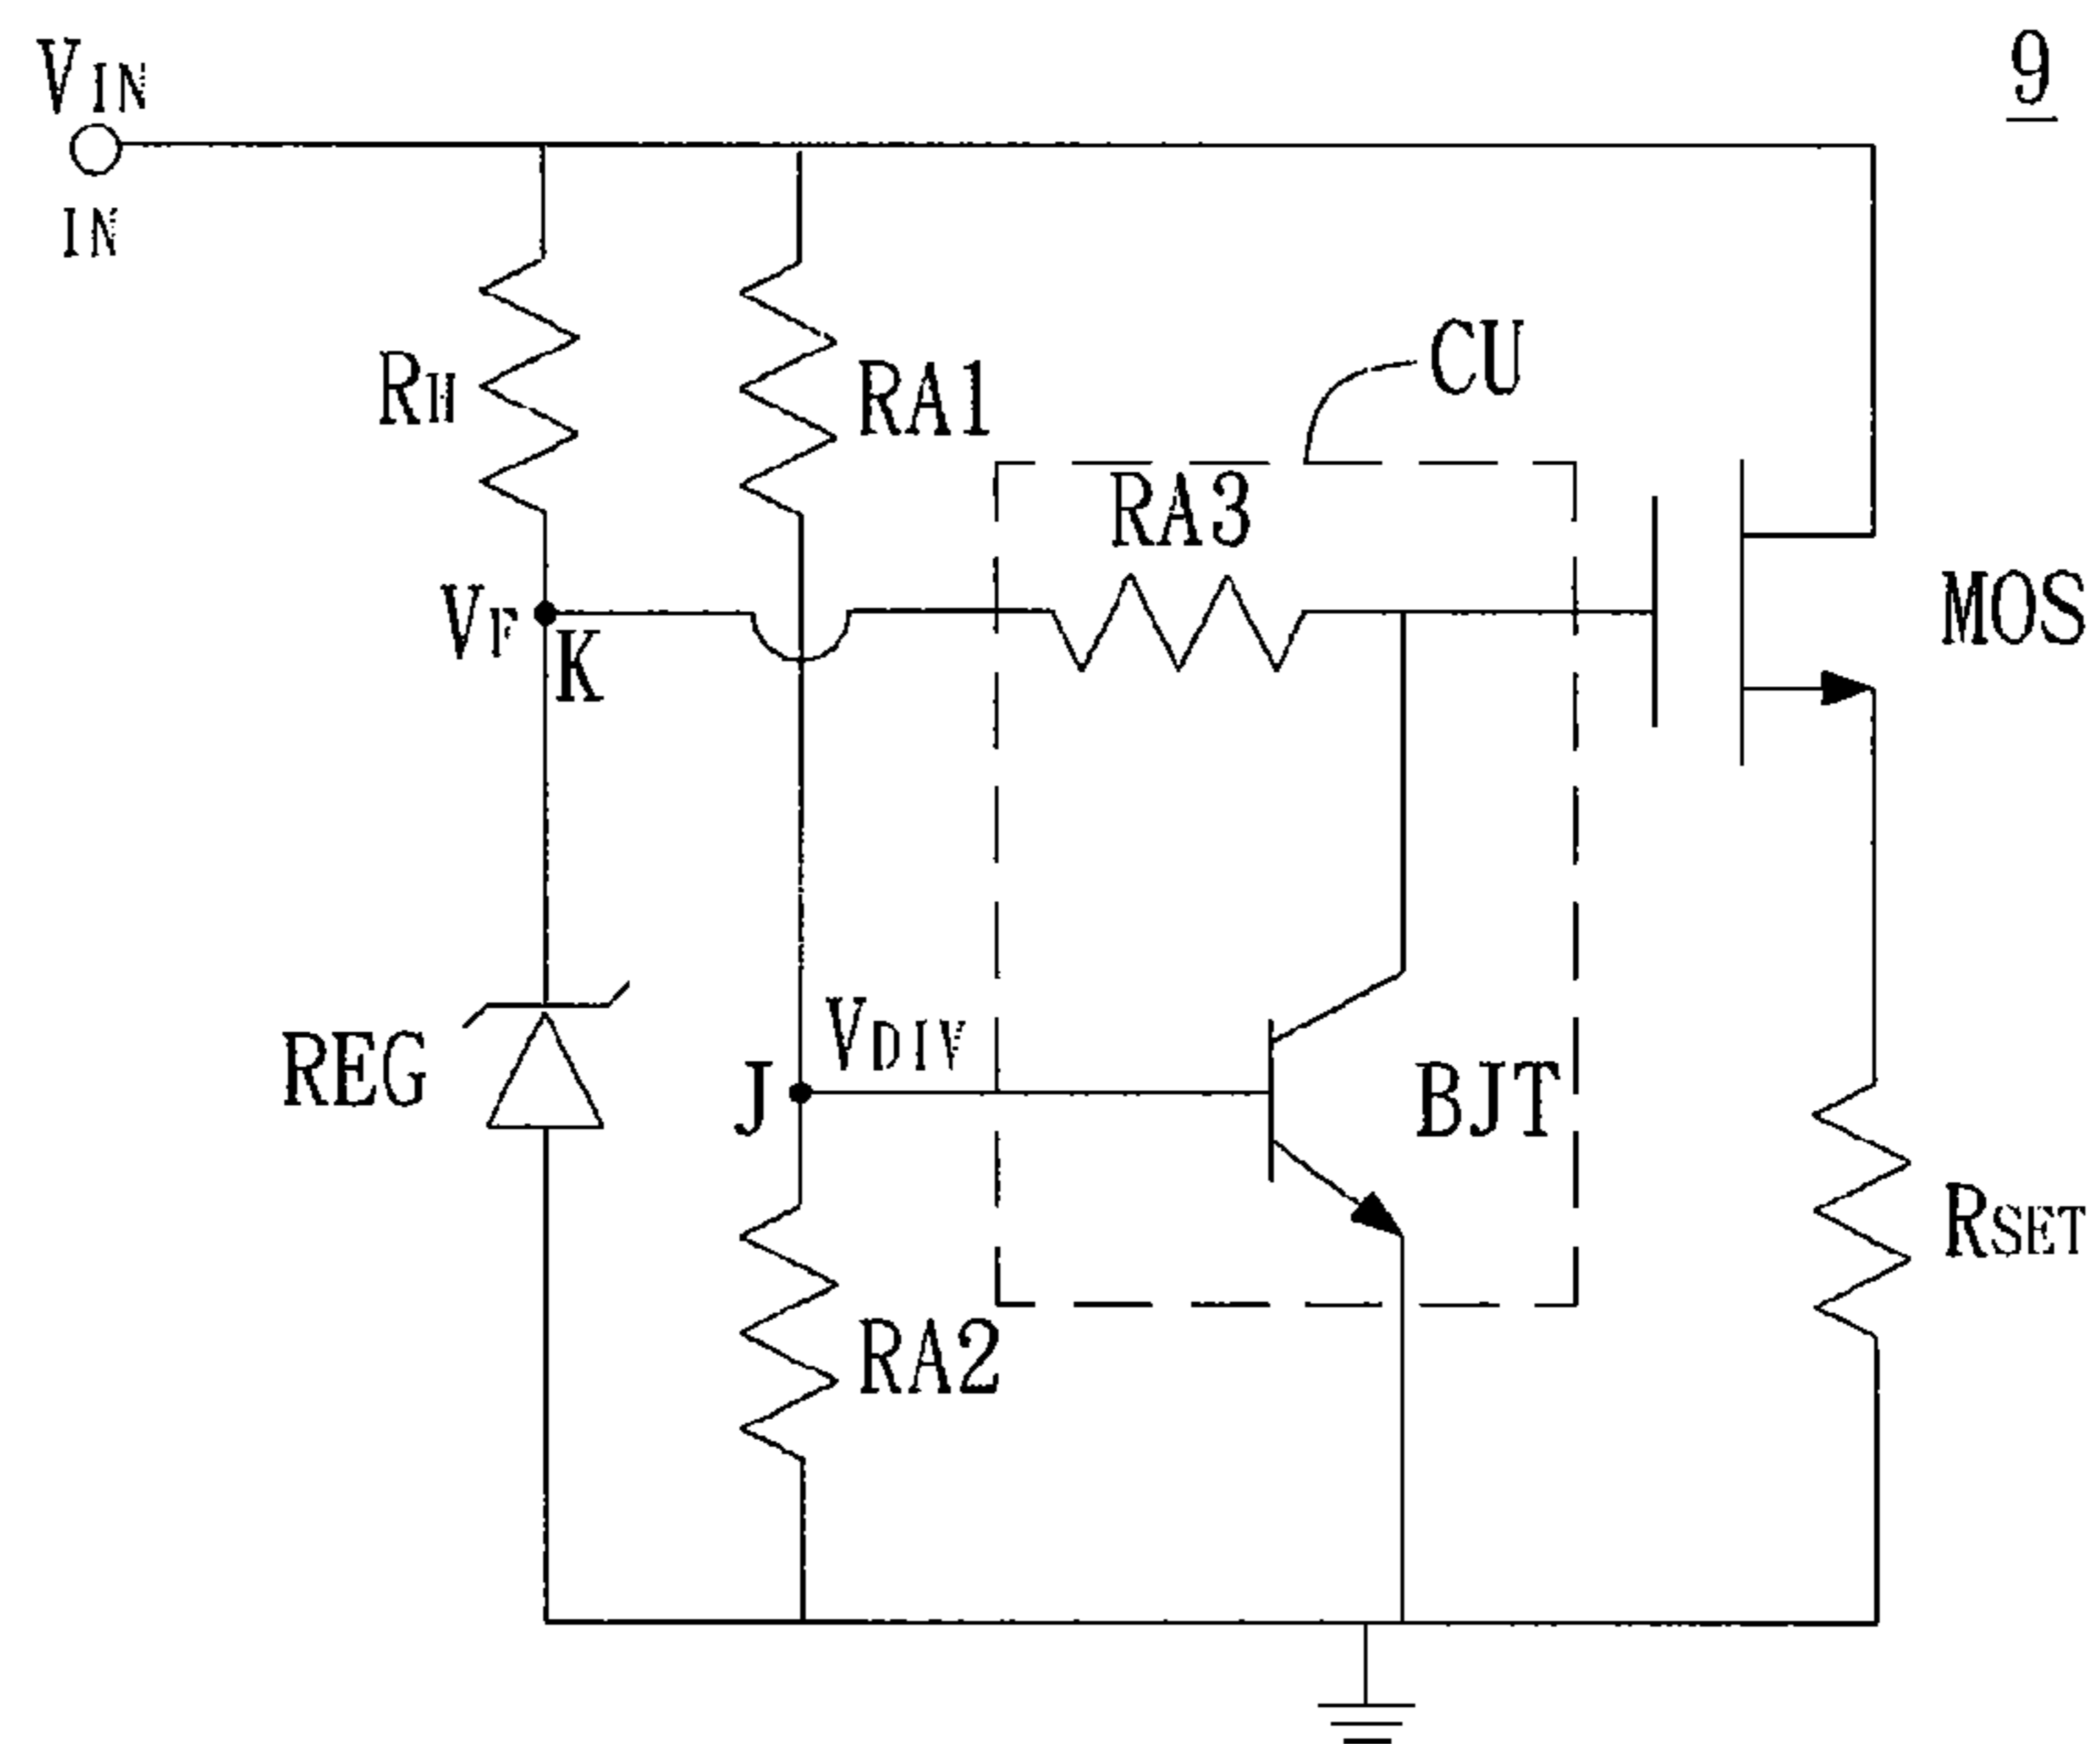 VIN
9
IN
CU
RH
RA1
RA3
MOS
VF
K
VDIV
REG
J
BJT
RSET
RA2